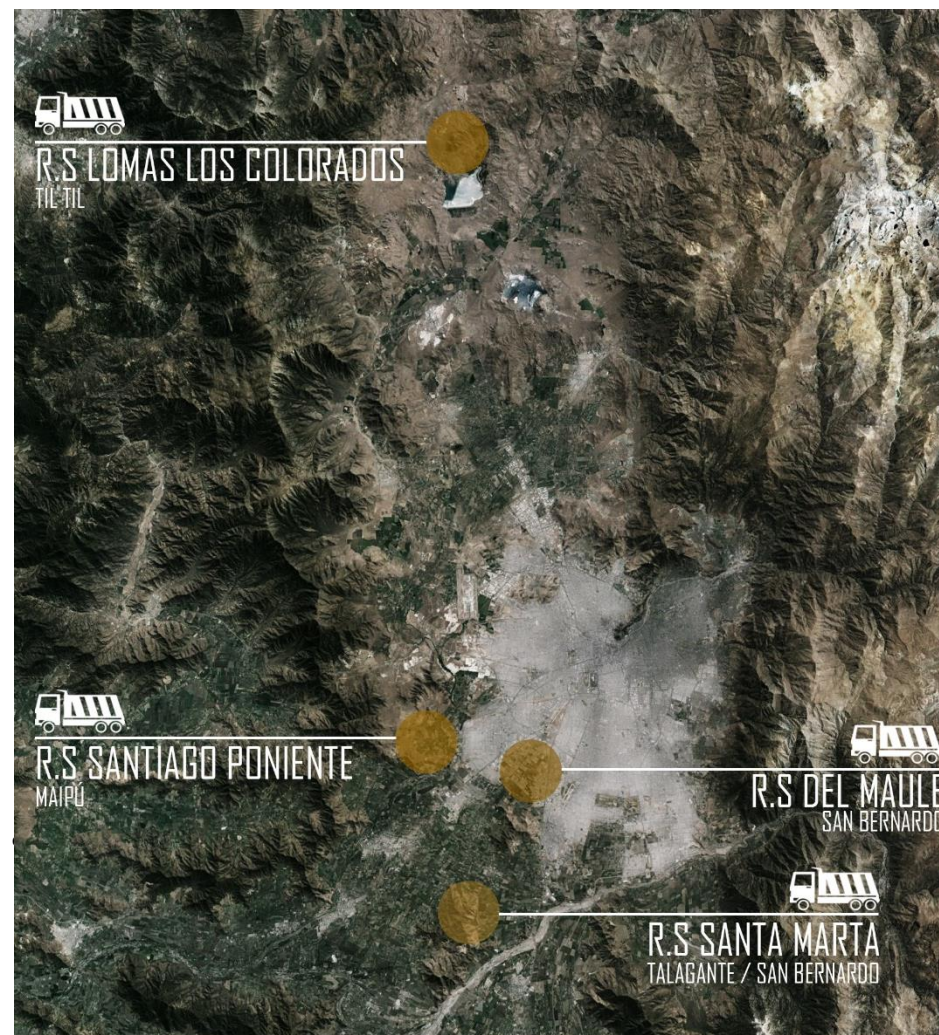 R.S LOMAS LOS COLORADOS
TIL-TIL
R.S SANTIAGO PONIENTE
MAIPÚ
R.S DEL MAULE
SAN BERNARDO
R.S SANTA MARTA
TALAGANTE / SAN BERNARDO